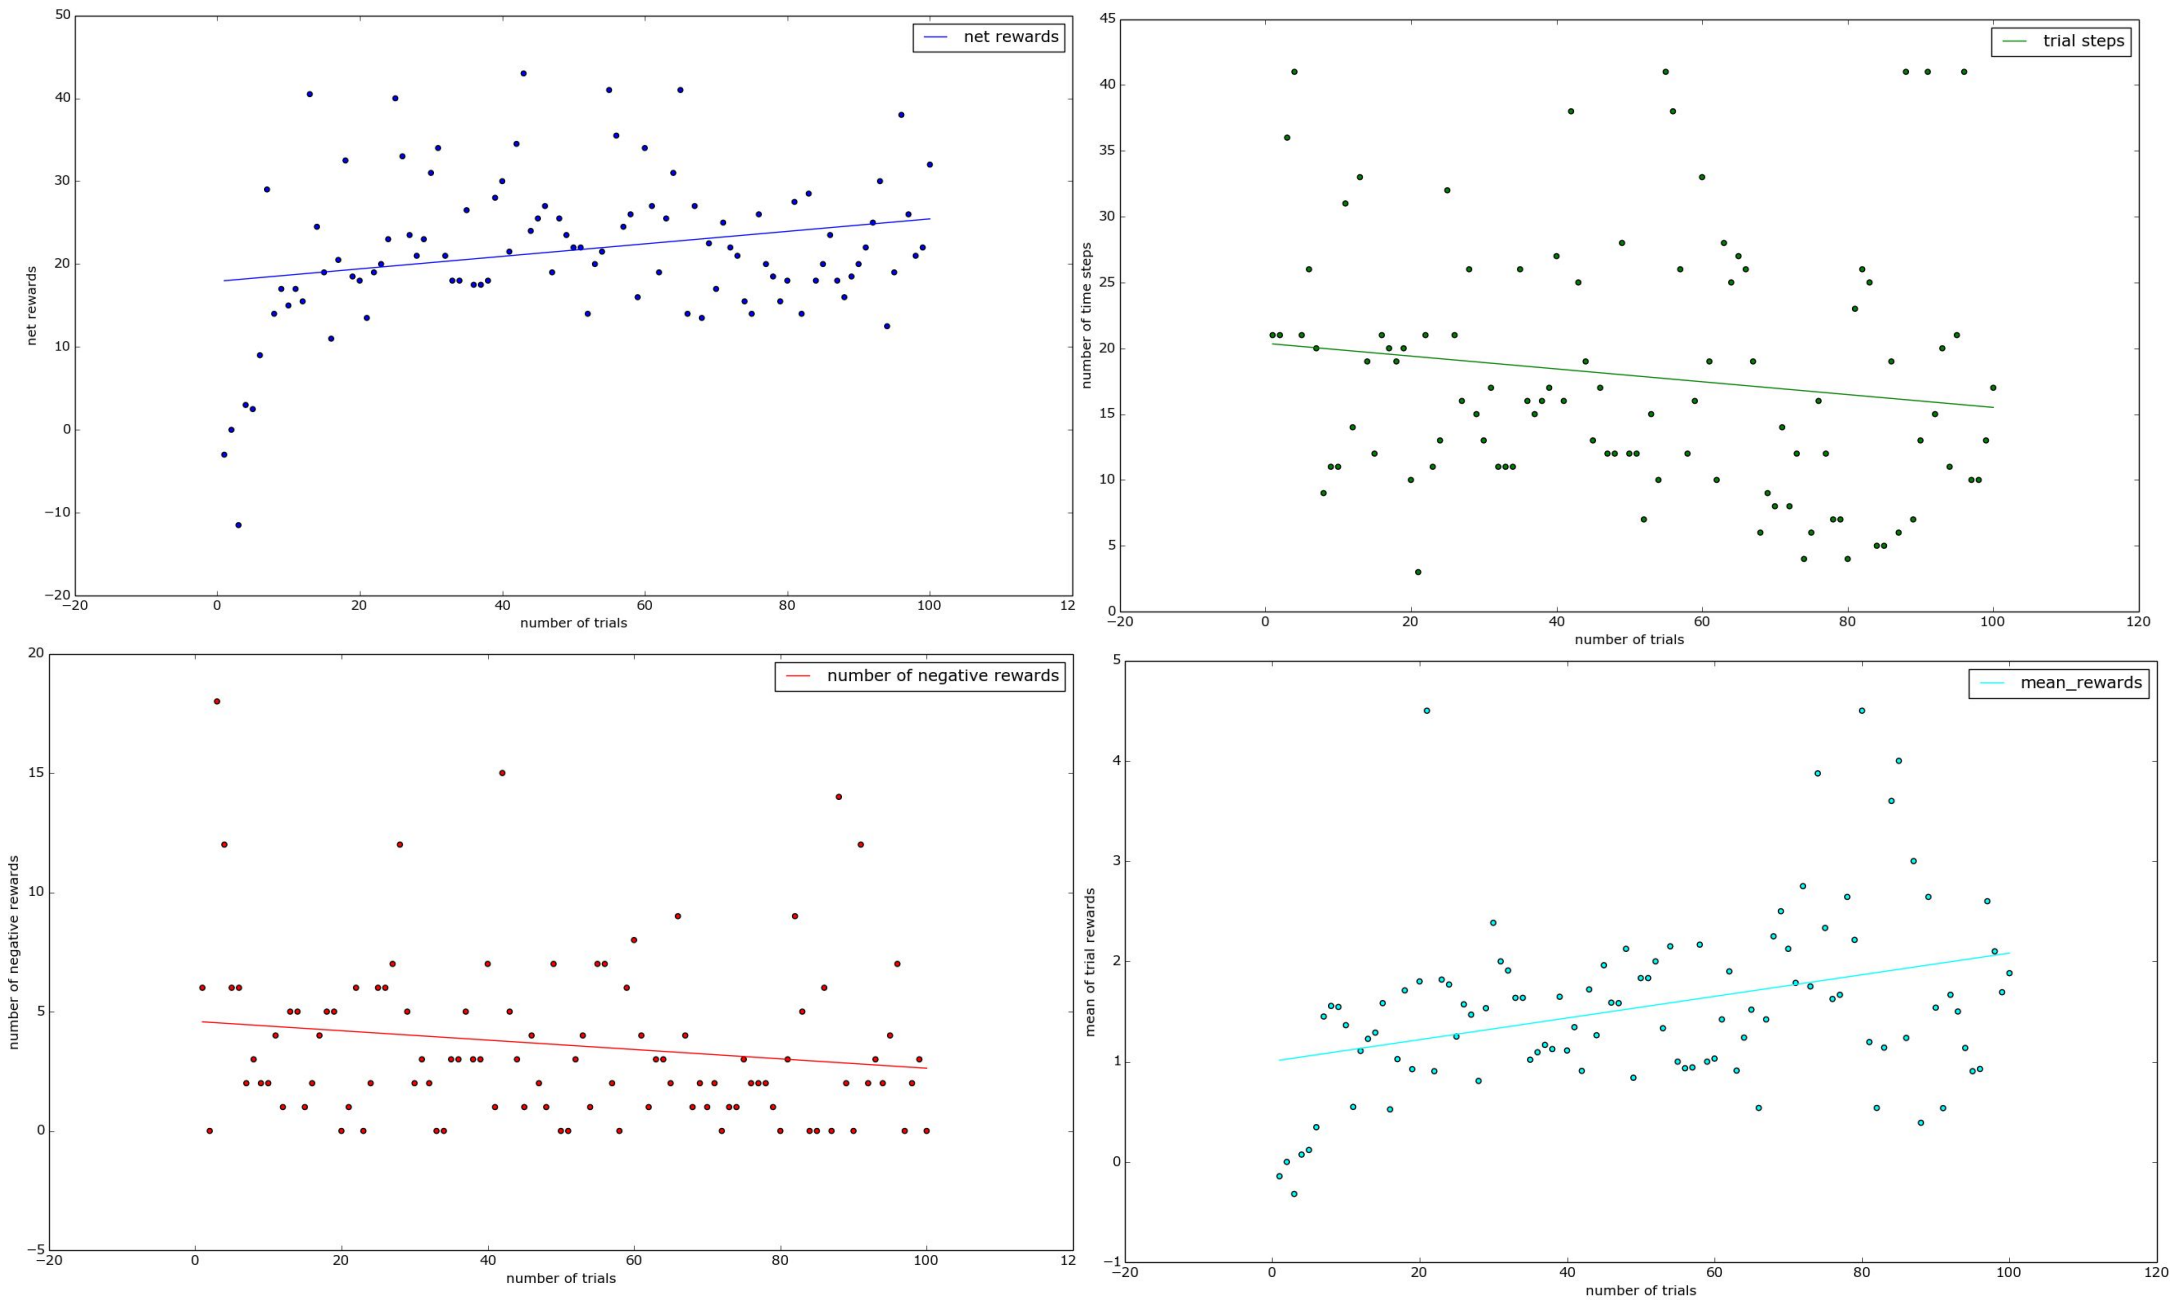 50
40
30
20
10
0
−10
−20
net rewards
net rewards
−20 0 20 40 60 80 100 12
number of trials
45
40
35
30
25
20
15
10
5
0
number of time steps
trial steps
−20 0 20 40 60 80 100 120
number of trials
20
15
10
5
0
−5
number of negative rewards
number of negative rewards
−20 0 20 40 60 80 100 12
number of trials
5
4
3
2
1
0
−1
mean of trial rewards
mean_rewards
−20 0 20 40 60 80 100 120
number of trials